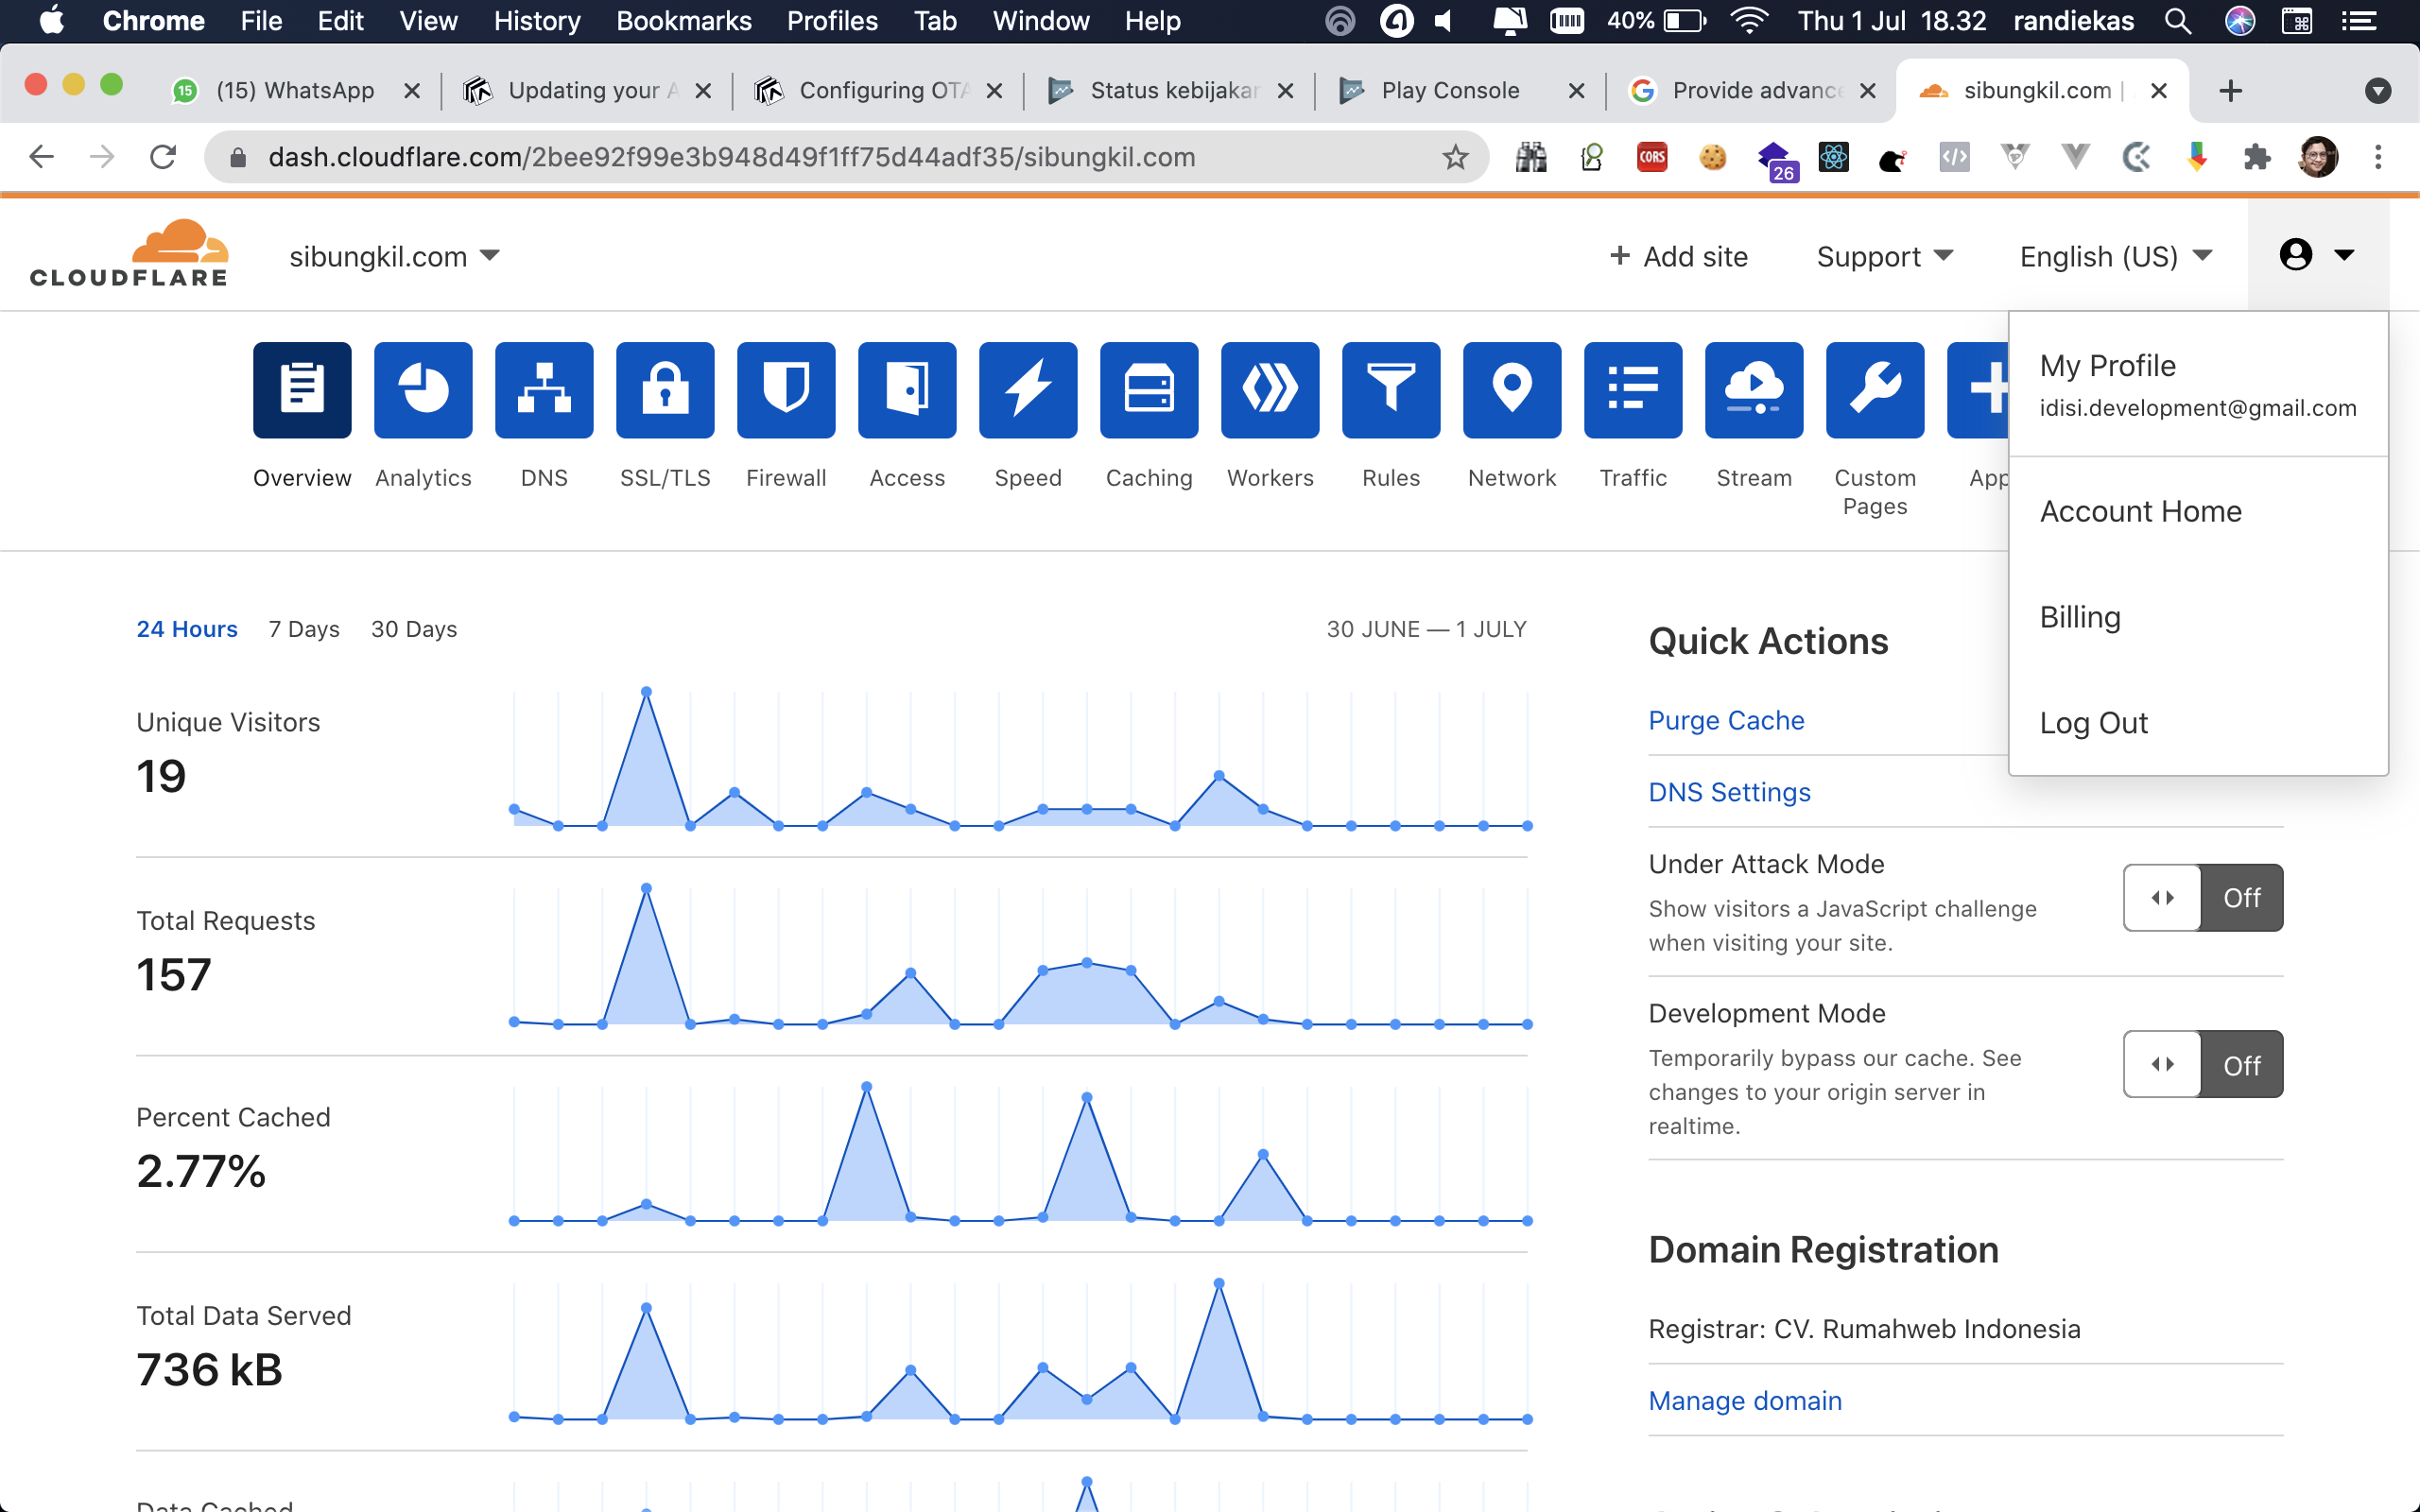 Chrome File Edit View History Bookmarks Profiles Tab Window Help 40% Thu 1 Jul 18.32 randiekas
15 (15) WhatsApp Updating your A Configuring OTA Status kebijakan Play Console Provide advance sibungkil.com |
dash.cloudflare.com/2bee92f99e3b948d49f1ff75d44adf35/sibungkil.com CORS 26
CLOUDFLARE sibungkil.com + Add site Support English (US)
My Profile
idisi.development@gmail.com
Account Home
Billing
Log Out
Overview Analytics DNS SSL/TLS Firewall Access Speed Caching Workers Rules Network Traffic Stream Custom Pages App
24 Hours 7 Days 30 Days 30 JUNE — 1 JULY
Unique Visitors
19
Total Requests
157
Percent Cached
2.77%
Total Data Served
736 kB
Data Cached
Quick Actions
Purge Cache
DNS Settings
Under Attack Mode
Show visitors a JavaScript challenge
when visiting your site.
Off
Development Mode
Temporarily bypass our cache. See
changes to your origin server in
realtime.
Off
Domain Registration
Registrar: CV. Rumahweb Indonesia
Manage domain